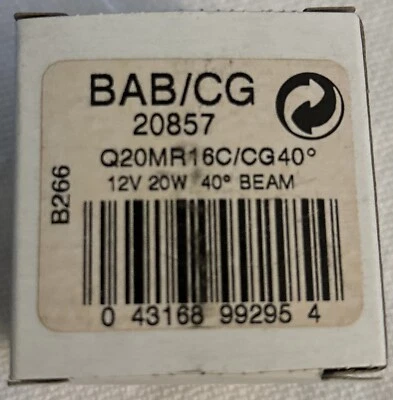 BAB/CG
20857
Q20MR16C/CG40°
12V 20W 40° BEAM
B266
0 43168 99295 4